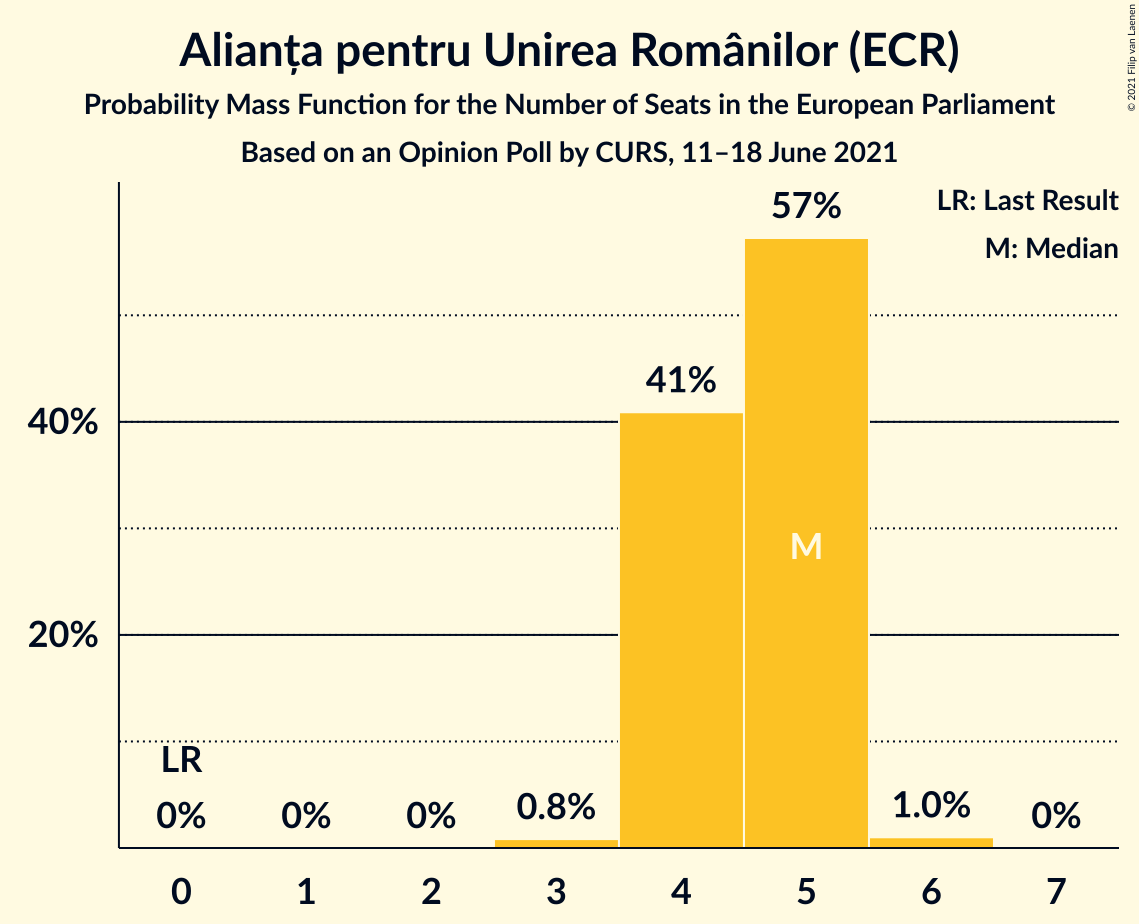 Alianța pentru Unirea Românilor (ECR)
Probability Mass Function for the Number of Seats in the European Parliament
Based on an Opinion Poll by CURS, 11–18 June 2021
© 2021 Filip van Laenen
LR: Last Result
M: Median
57%
41%
40%
M
20%
LR
0%
0%
0%
0.8%
1.0%
0%
0 1 2 3 4 5 6 7